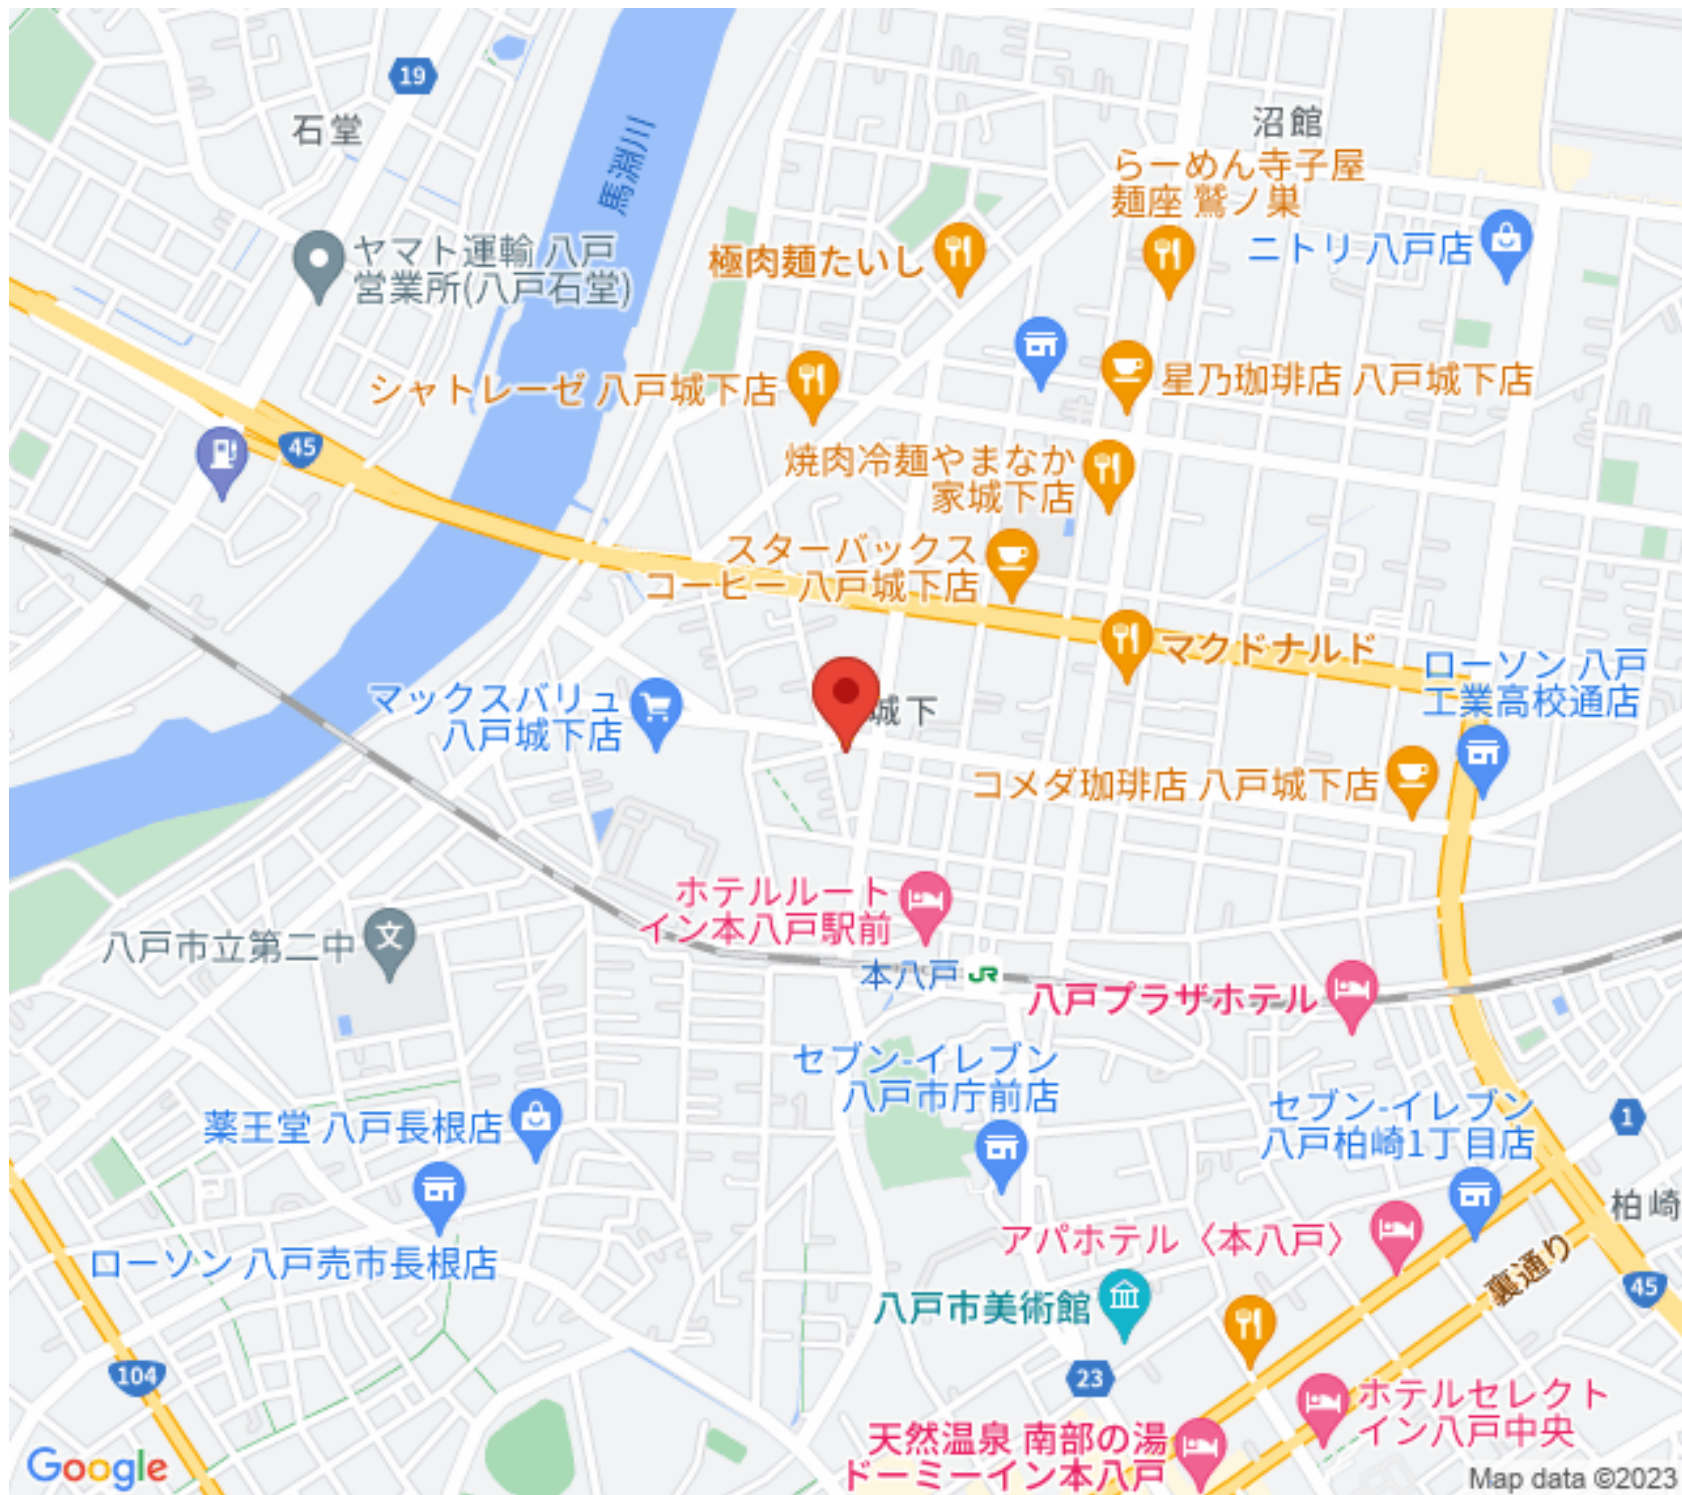 19
石堂
馬淵川
沼館
らーめん寺子屋
麺座 鷲ノ巣
ヤマト運輸 八戸
営業所(八戸石堂)
極肉麺たいし
ニトリ 八戸店
シャトレーゼ 八戸城下店
星乃珈琲店 八戸城下店
45
焼肉冷麺やまなか
家城下店
スターバックス
コーヒー 八戸城下店
マクドナルド
ローソン 八戸
工業高校通店
マックスバリュ
八戸城下店
城下
コメダ珈琲店 八戸城下店
ホテルルート
イン本八戸駅前
八戸市立第二中
文
本八戸
JR
八戸プラザホテル
セブン-イレブン
八戸市庁前店
薬王堂 八戸長根店
セブン-イレブン
八戸柏崎1丁目店
1
柏崎
ローソン 八戸売市長根店
アパホテル〈本八戸〉
裏通り
45
八戸市美術館
104
23
ホテルセレクト
イン八戸中央
天然温泉 南部の湯
ドーミーイン本八戸
Google
Map data ©2023